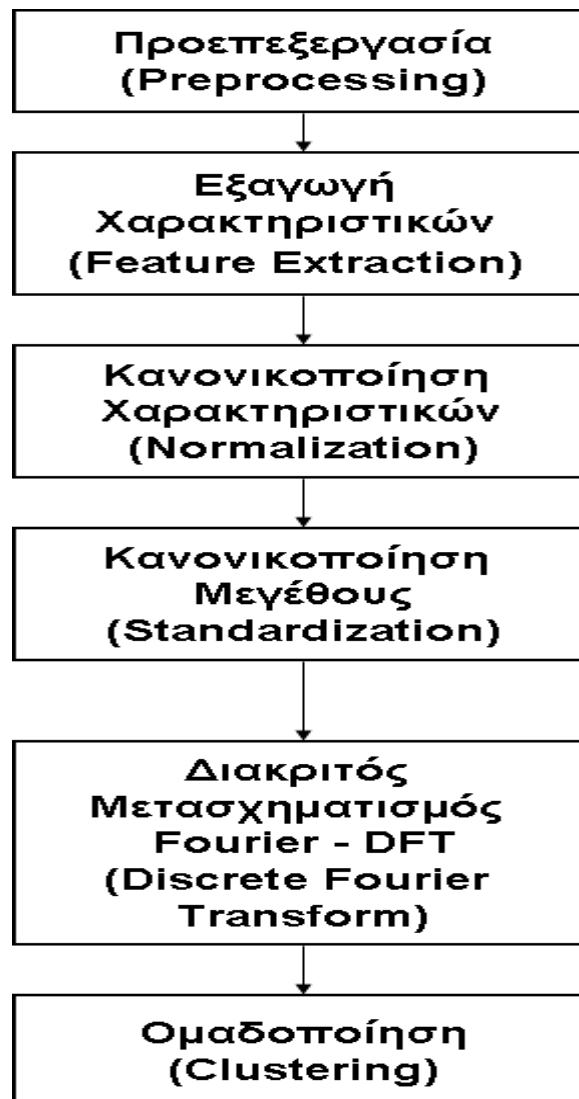 Προεπεξεργασία
(Preprocessing)
Εξαγωγή
Χαρακτηριστικών
(Feature Extraction)
Κανονικοποίηση
Χαρακτηριστικών
(Normalization)
Κανονικοποίηση
Μεγέθους
(Standardization)
Διακριτός
Μετασχηματισμός
Fourier - DFT
(Discrete Fourier
Transform)
Ομαδοποίηση
(Clustering)